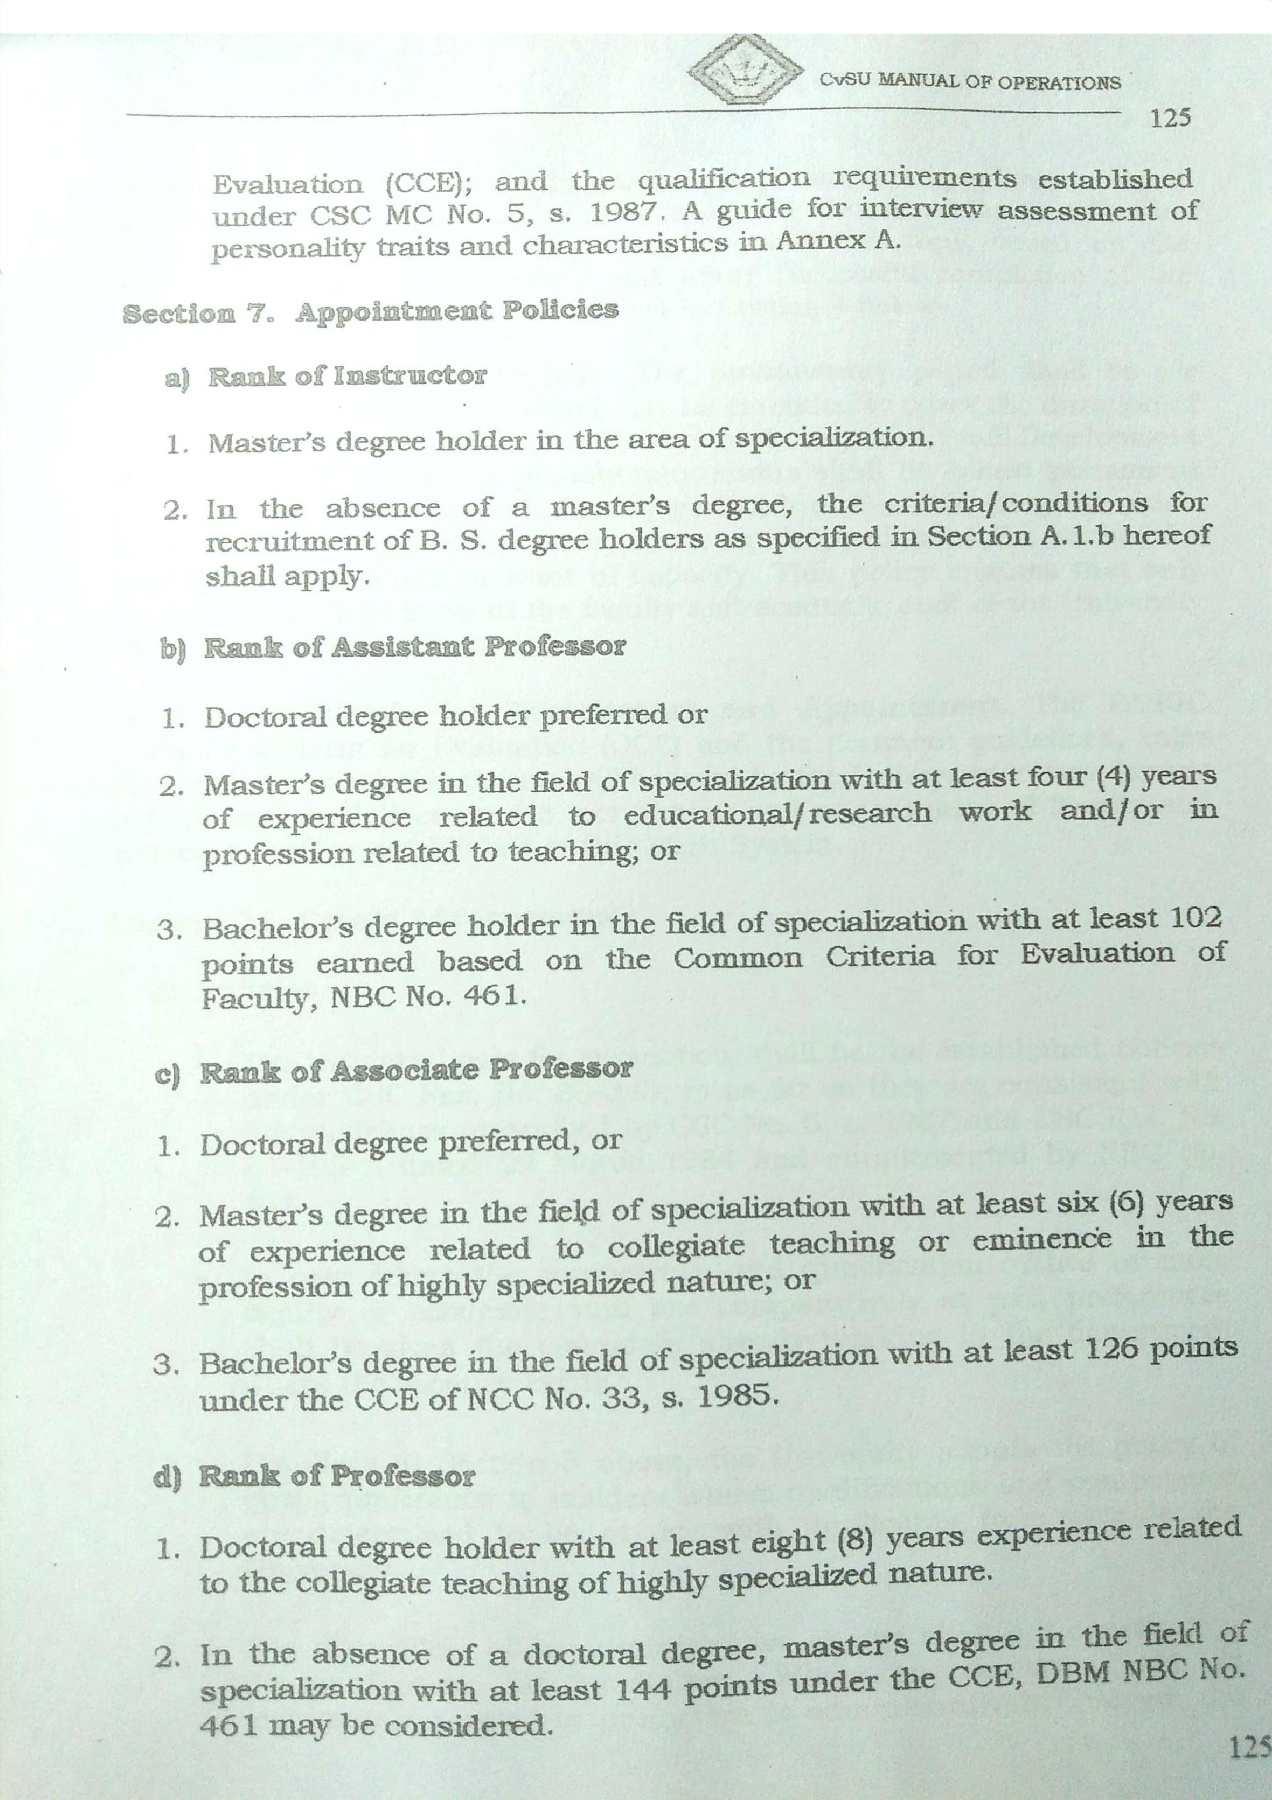 CvSU MANUAL OF OPERATIONS
125
Evaluation (CCE); and the qualification requirements established
under CSC MC No. 5, s. 1987. A guide for interview assessment of
personality traits and characteristics in Annex A.
Section 7. Appointment Policies
a) Rank of Instructor
1. Master's degree holder in the area of specialization.
2. In the absence of a master's degree, the criteria/conditions for
recruitment of B. S. degree holders as specified in Section A.1.b hereof
shall apply.
b) Rank of Assistant Professor
1. Doctoral degree holder preferred or
2. Master's degree in the field of specialization with at least four (4) years
of experience related to educational/research work and/or in
profession related to teaching; or
3. Bachelor's degree holder in the field of specialization with at least 102
points earned based on the Common Criteria for Evaluation of
Faculty, NBC No. 461.
c) Rank of Associate Professor
1. Doctoral degree preferred, or
2. Master's degree in the field of specialization with at least six (6) years
of experience related to collegiate teaching or eminence in the
profession of highly specialized nature; or
3. Bachelor's degree in the field of specialization with at least 126 points
under the CCE of NCC No. 33, s. 1985.
d) Rank of Professor
1. Doctoral degree holder with at least eight (8) years experience related
to the collegiate teaching of highly specialized nature.
2. In the absence of a doctoral degree, master's degree in the field of
specialization with at least 144 points under the CCE, DBM NBC No.
461 may be considered.
125